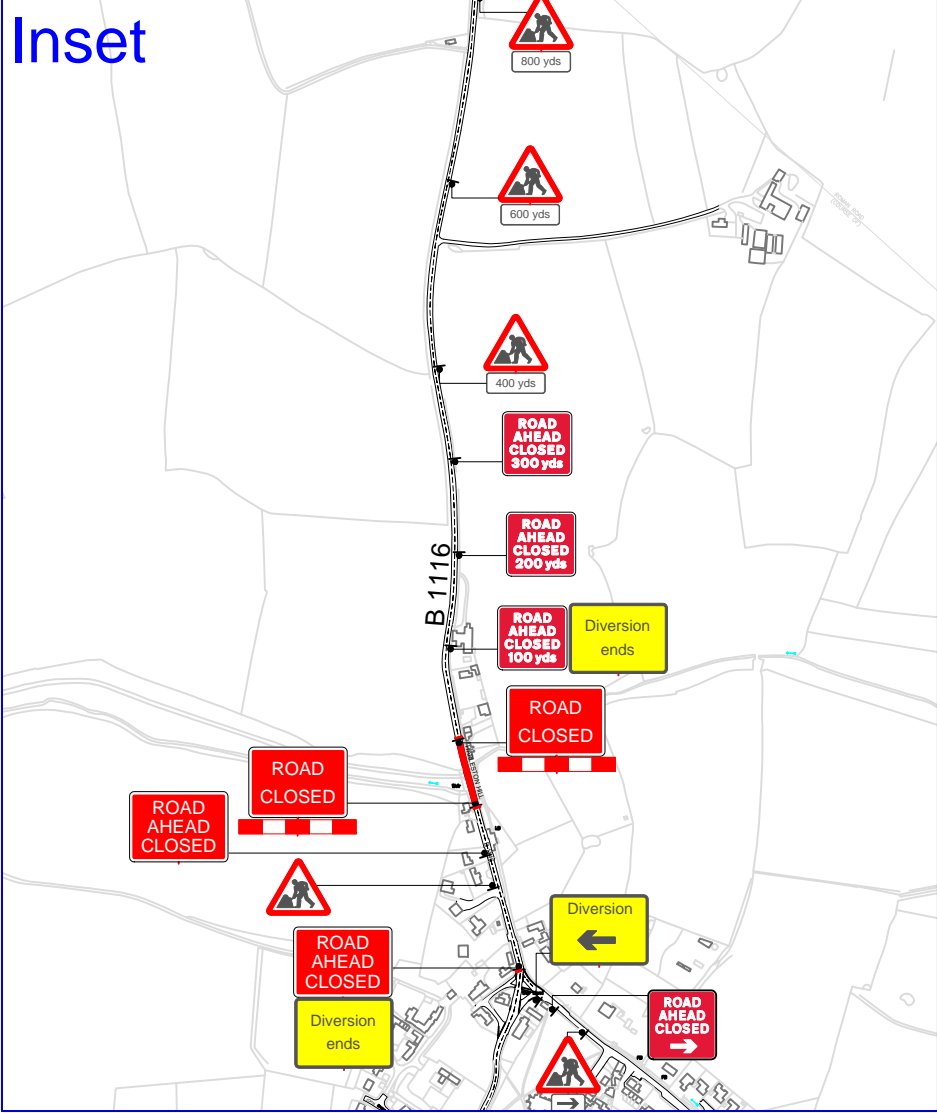 Inset
800 yds
600 yds
400 yds
ROAD
AHEAD
CLOSED
300 yds
ROAD
AHEAD
CLOSED
200 yds
B 1116
ROAD
AHEAD
CLOSED
100 yds
Diversion
ends
ROAD
CLOSED
ROAD
CLOSED
ROAD
AHEAD
CLOSED
Diversion
ROAD
AHEAD
CLOSED
Diversion
ends
ROAD
AHEAD
CLOSED